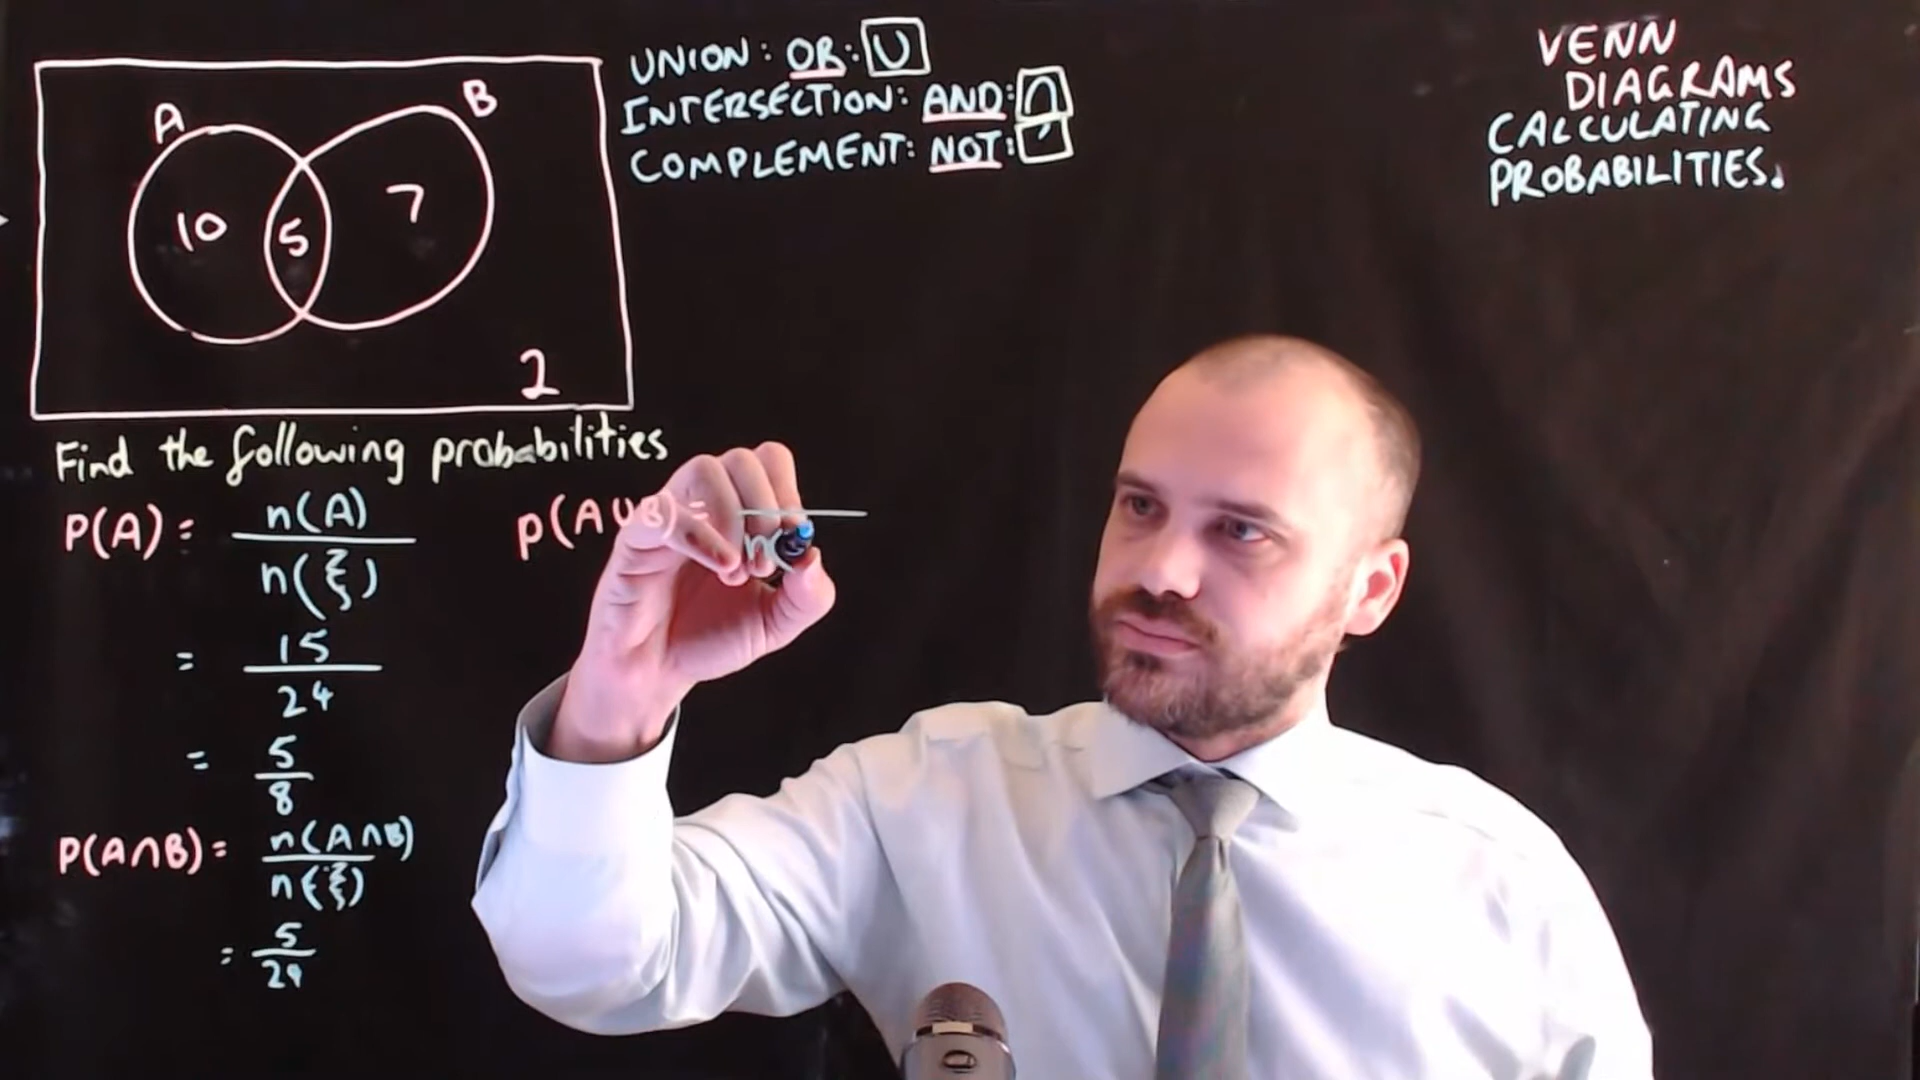 VENN
DIAGRAMS
CALCULATING
PROBABILITIES.
UNION: OR: ∪
INTERSECTION: AND: ∩
COMPLEMENT: NOT: ′
A
B
10
5
7
2
Find the following probabilities
P(A) = n(A)
n(ξ)
= 15
24
= 5
8
P(A∩B) = n(A∩B)
n(ξ)
= 5
24
P(A∪B) =
n(